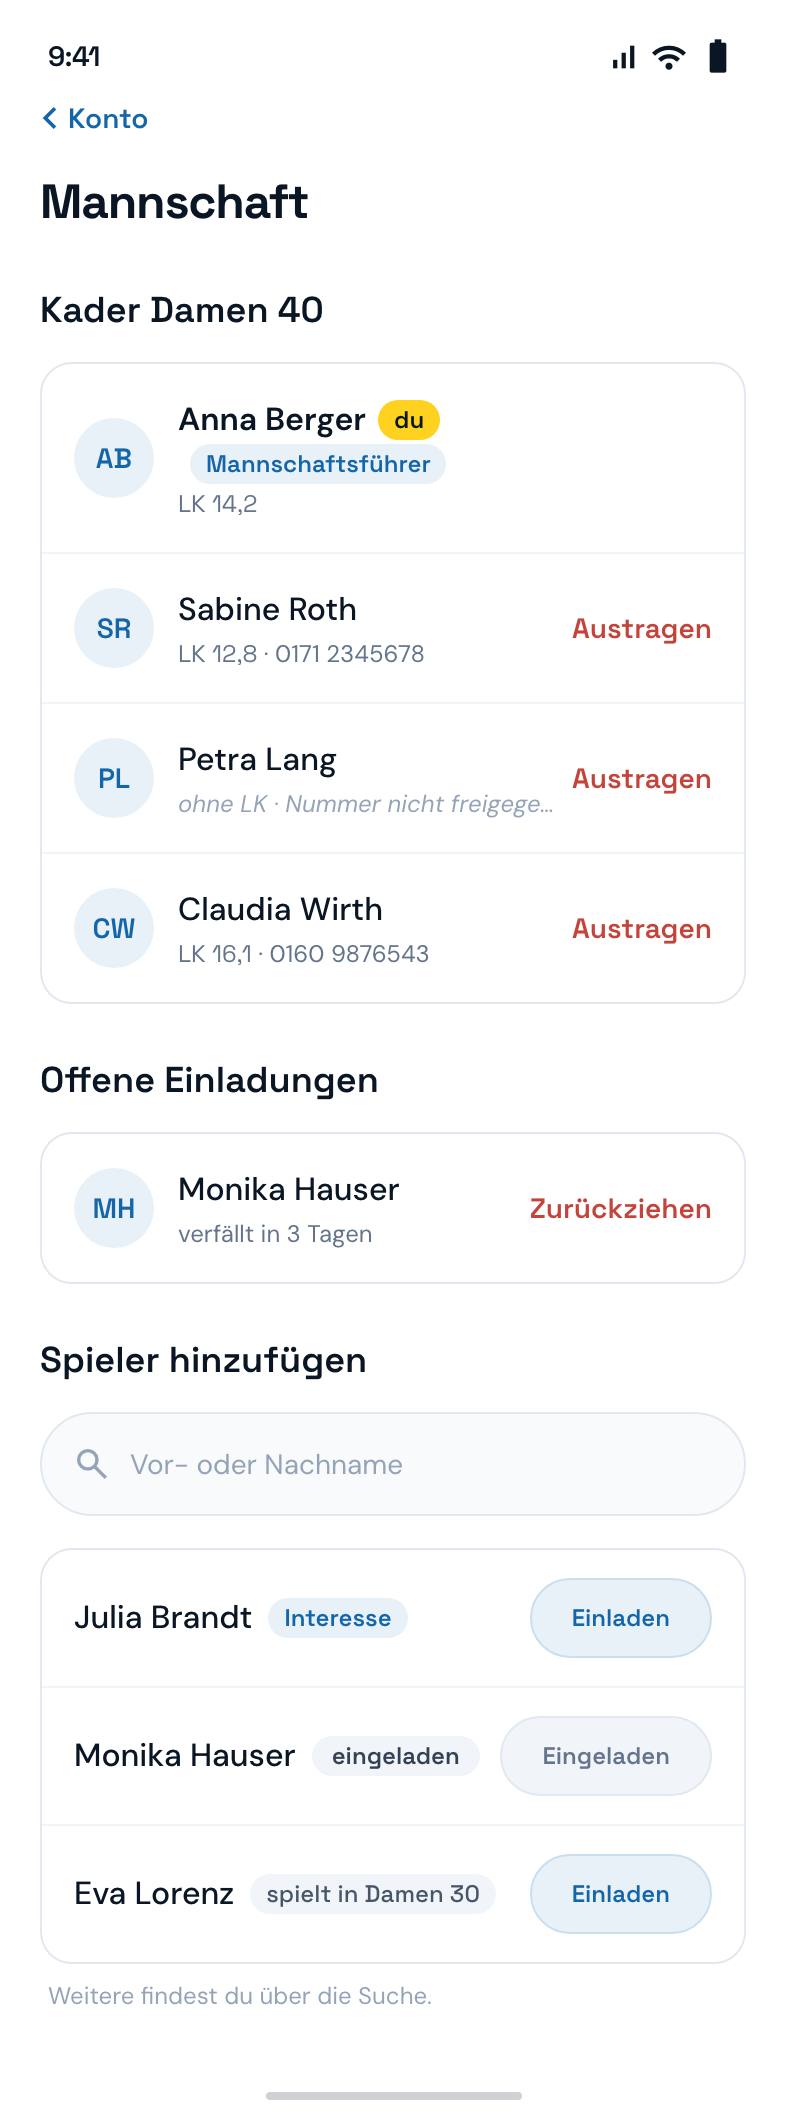 9:41
Konto
Mannschaft
Kader Damen 40
AB
Anna Berger du
Mannschaftsführer
LK 14,2
SR
Sabine Roth
LK 12,8 · 0171 2345678
Austragen
PL
Petra Lang
ohne LK · Nummer nicht freigege...
Austragen
CW
Claudia Wirth
LK 16,1 · 0160 9876543
Austragen
Offene Einladungen
MH
Monika Hauser
verfällt in 3 Tagen
Zurückziehen
Spieler hinzufügen
Vor- oder Nachname
Julia Brandt Interesse Einladen
Monika Hauser eingeladen Eingeladen
Eva Lorenz spielt in Damen 30 Einladen
Weitere findest du über die Suche.